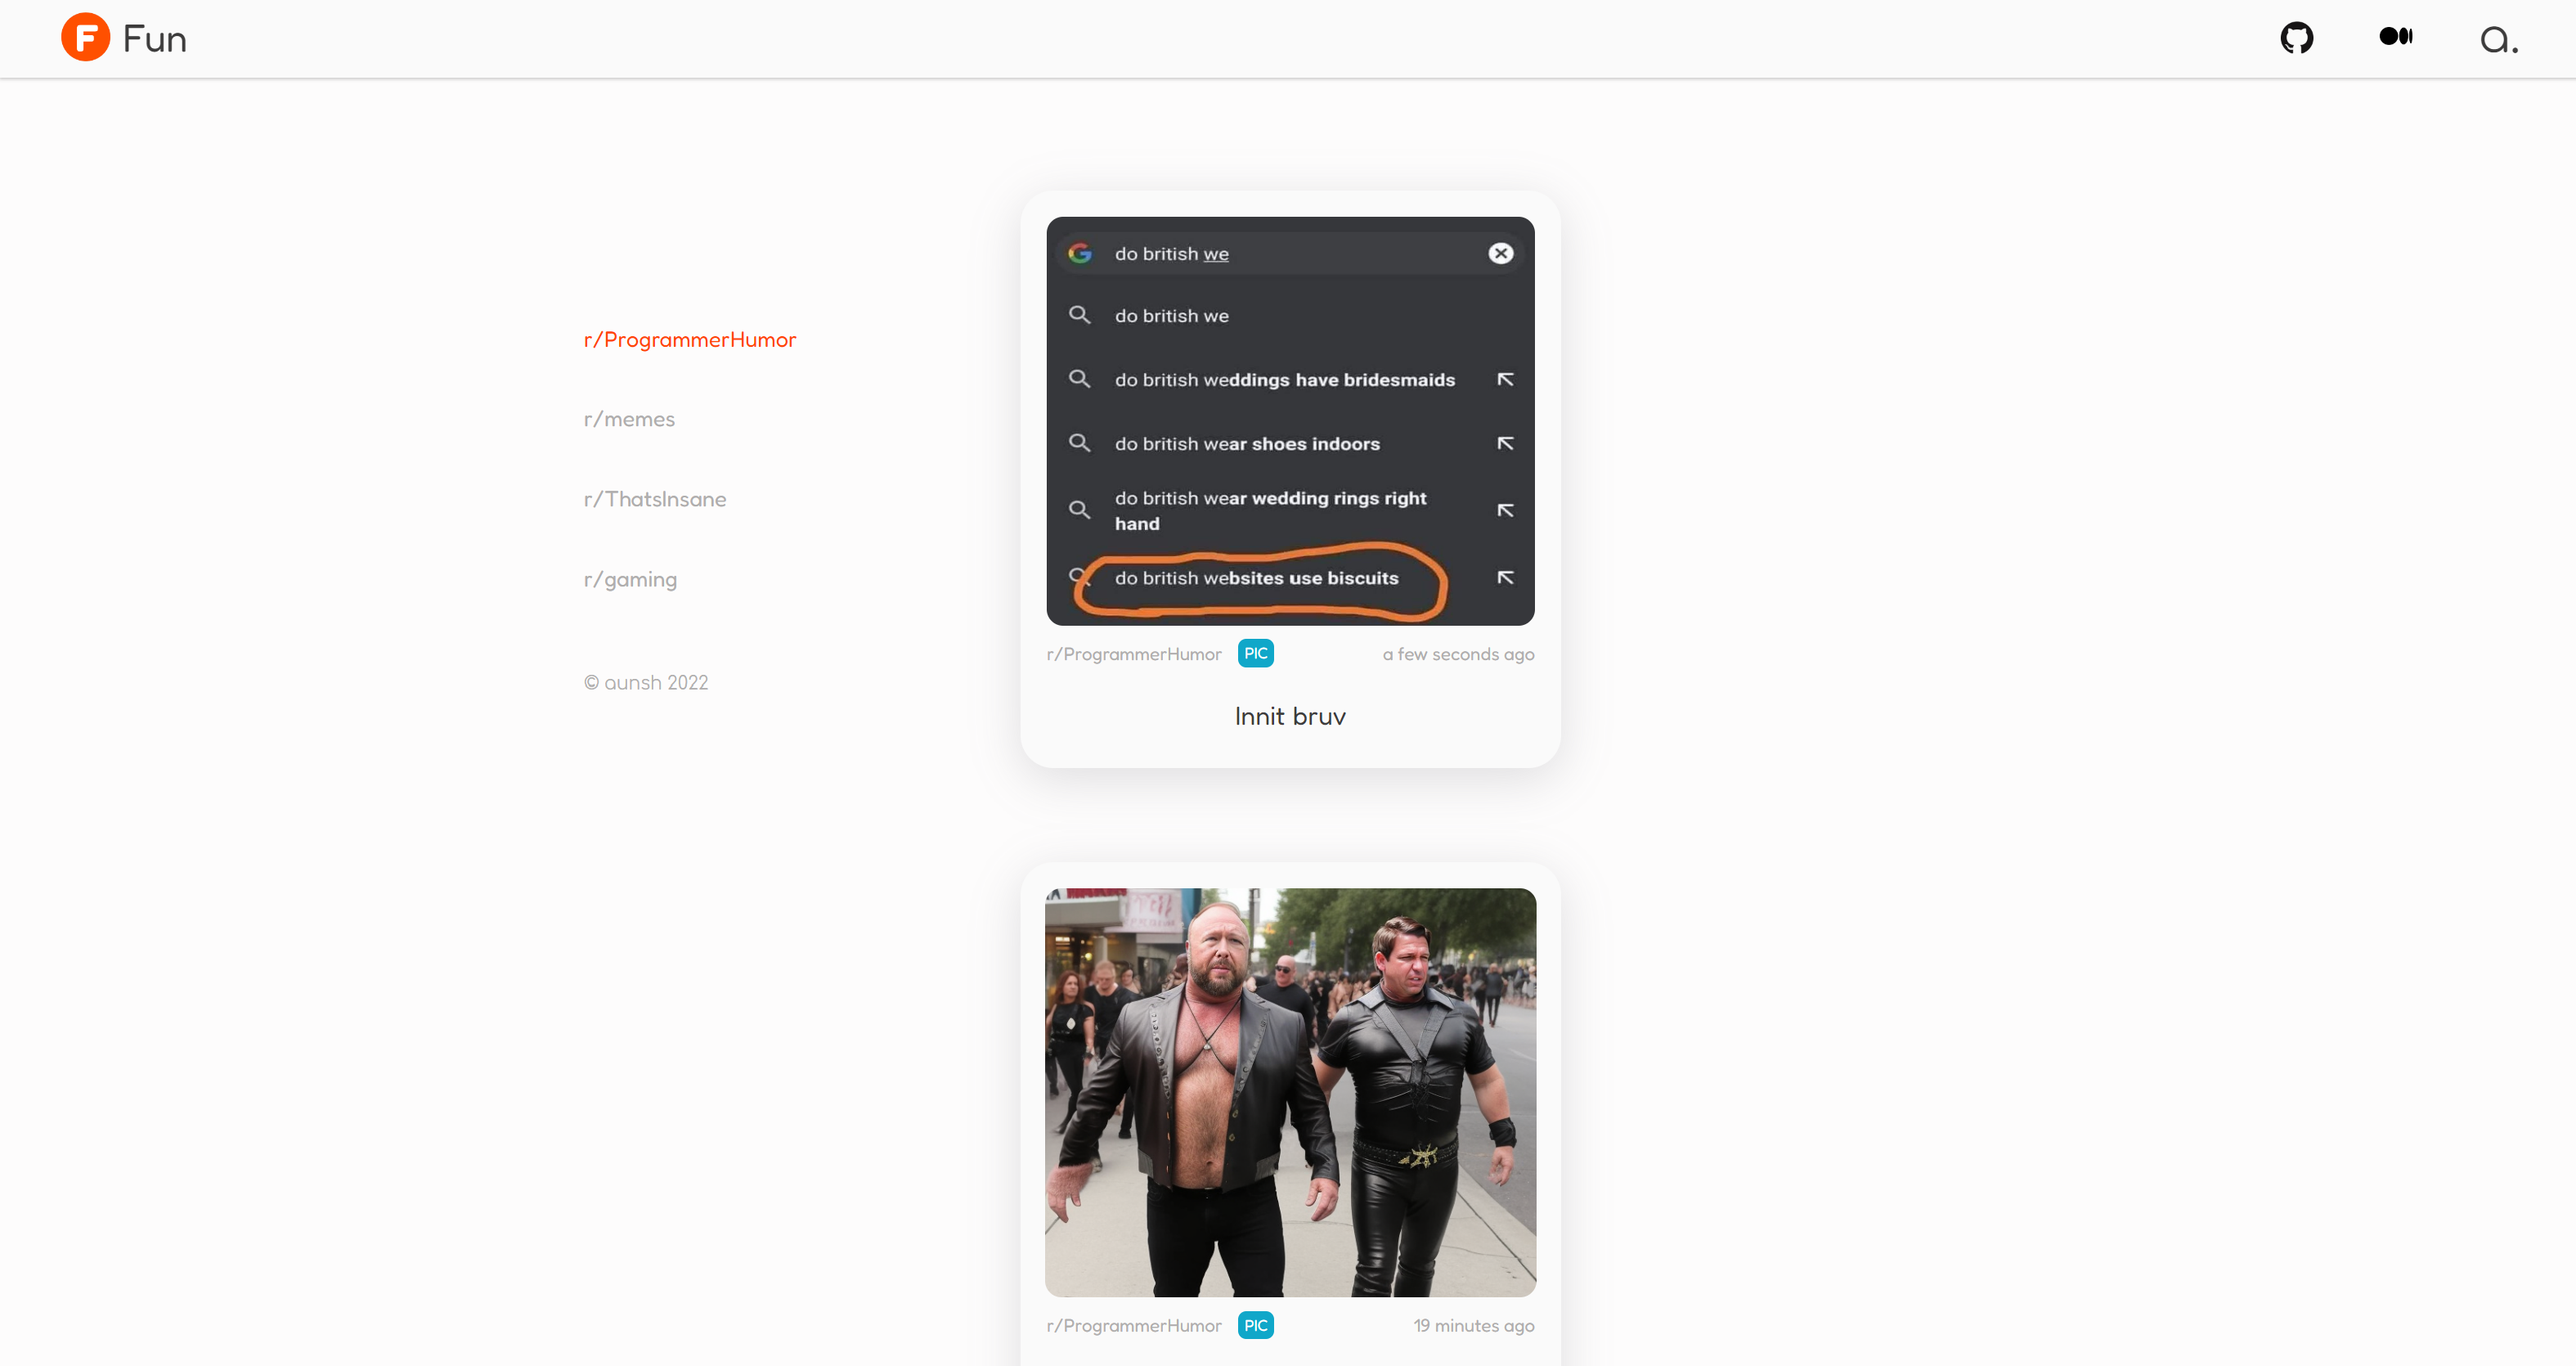 F Fun
a.
r/ProgrammerHumor
r/memes
r/ThatsInsane
r/gaming
© aunsh 2022
do british we
do british we
do british weddings have bridesmaids
do british wear shoes indoors
do british wear wedding rings right
hand
do british websites use biscuits
r/ProgrammerHumor PIC a few seconds ago
Innit bruv
r/ProgrammerHumor PIC 19 minutes ago